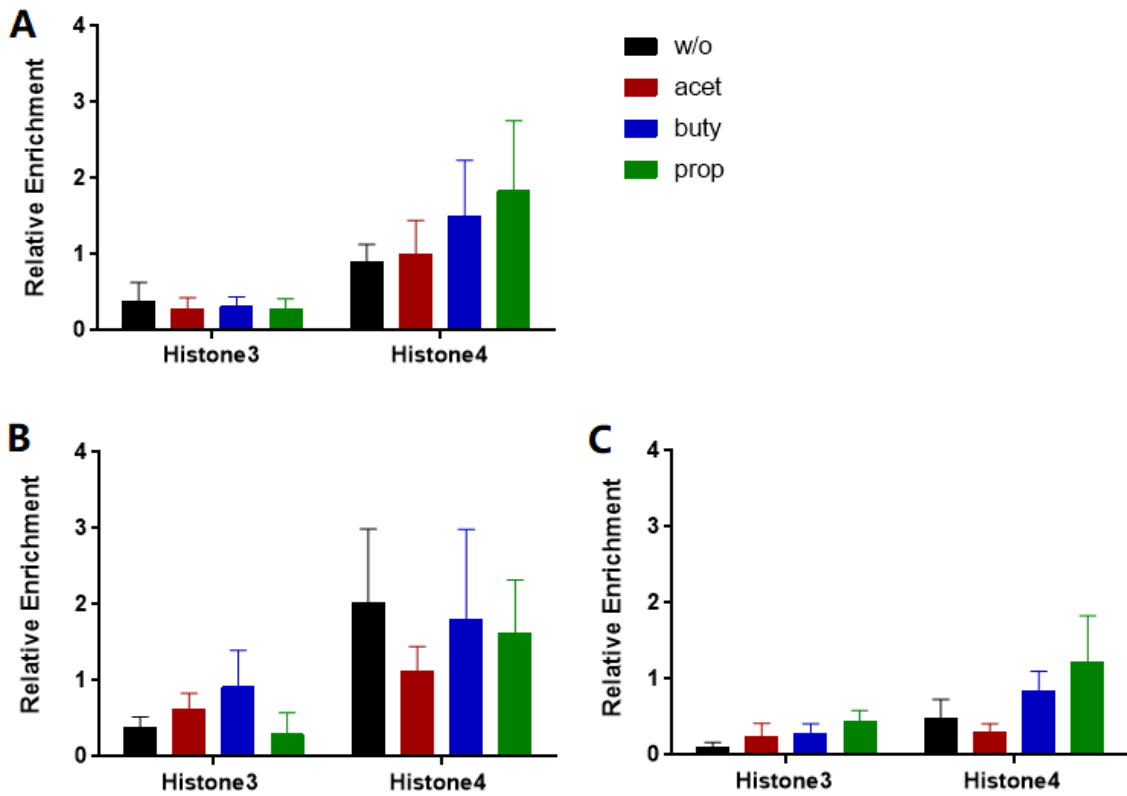 A
Relative Enrichment
4
3
2
1
0
Histone3 Histone4
w/o
acet
buty
prop
B
Relative Enrichment
4
3
2
1
0
Histone3 Histone4
C
Relative Enrichment
4
3
2
1
0
Histone3 Histone4